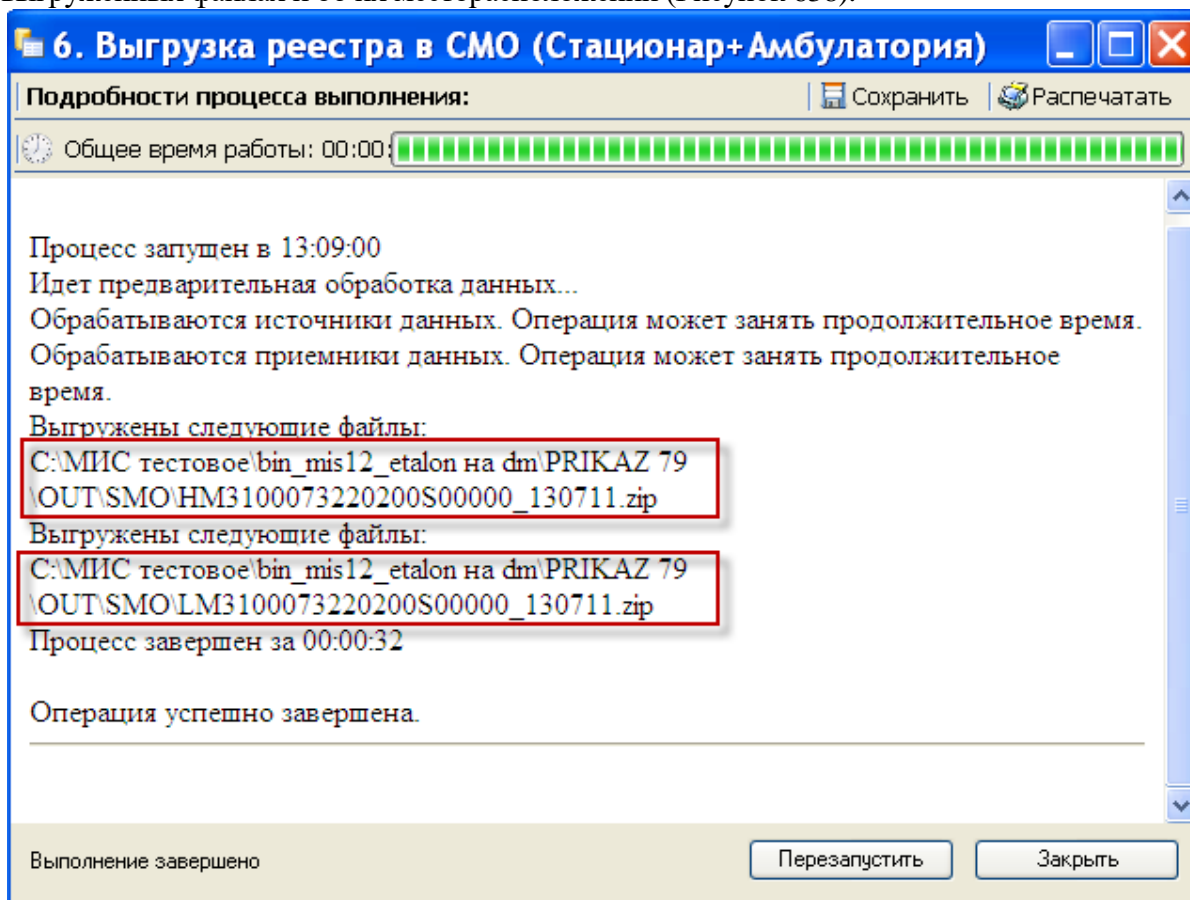 6. Выгрузка реестра в СМО (Стационар+Амбулатория)
Подробности процесса выполнения:
Сохранить
Распечатать
Общее время работы: 00:00:
Процесс запущен в 13:09:00
Идет предварительная обработка данных...
Обрабатываются источники данных. Операция может занять продолжительное время.
Обрабатываются приемники данных. Операция может занять продолжительное
время.
Выгружены следующие файлы:
C:\МИС тестовое\bin_mis12_etalon на dm\PRIKAZ 79
\OUT\SMO\HM3100073220200S00000_130711.zip
Выгружены следующие файлы:
C:\МИС тестовое\bin_mis12_etalon на dm\PRIKAZ 79
\OUT\SMO\LM3100073220200S00000_130711.zip
Процесс завершен за 00:00:32
Операция успешно завершена.
Выполнение завершено
Перезапустить
Закрыть